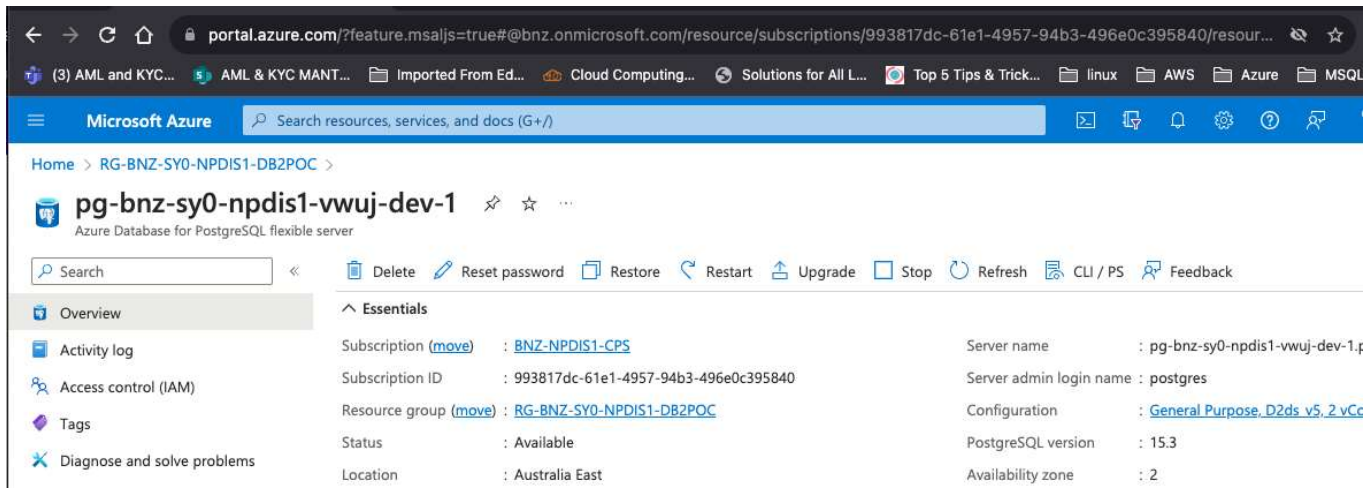 portal.azure.com/?feature.msaljs=true#@bnz.onmicrosoft.com/resource/subscriptions/993817dc-61e1-4957-94b3-496e0c395840/resour...
(3) AML and KYC... AML & KYC MANT... Imported From Ed... Cloud Computing... Solutions for All L... Top 5 Tips & Trick... linux AWS Azure MSQL
Microsoft Azure Search resources, services, and docs (G+/)
Home > RG-BNZ-SY0-NPDIS1-DB2POC >
pg-bnz-sy0-npdis1-vwuj-dev-1 ...
Azure Database for PostgreSQL flexible server
Search « Delete Reset password Restore Restart Upgrade Stop Refresh CLI / PS Feedback
Overview
Activity log
Access control (IAM)
Tags
Diagnose and solve problems
Essentials
Subscription (move) : BNZ-NPDIS1-CPS
Subscription ID : 993817dc-61e1-4957-94b3-496e0c395840
Resource group (move) : RG-BNZ-SY0-NPDIS1-DB2POC
Status : Available
Location : Australia East
Server name : pg-bnz-sy0-npdis1-vwuj-dev-1.p
Server admin login name : postgres
Configuration : General Purpose, D2ds_v5, 2 vCo
PostgreSQL version : 15.3
Availability zone : 2